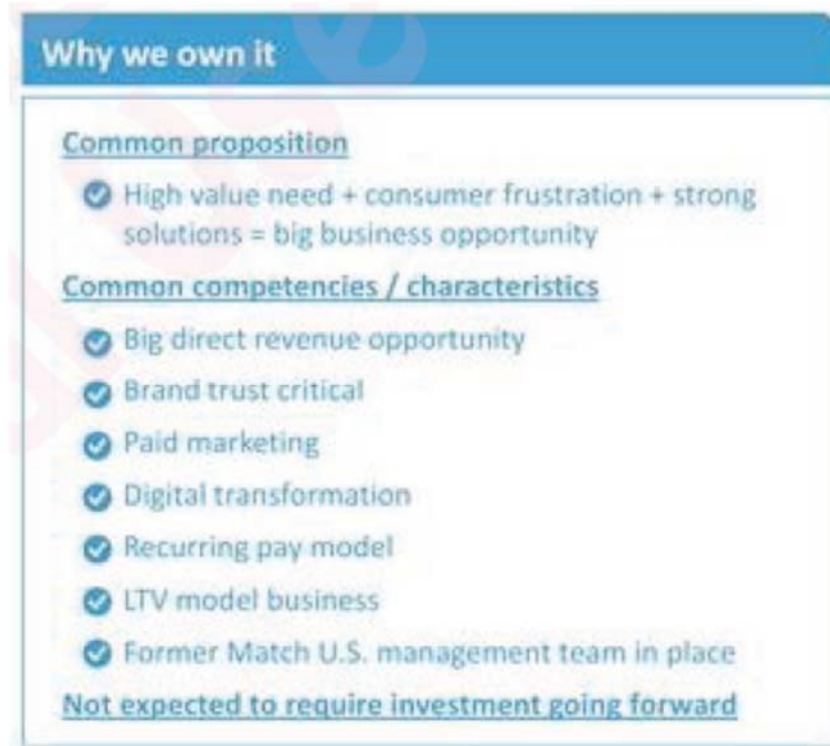 Why we own it
Common proposition
High value need + consumer frustration + strong
solutions = big business opportunity
Common competencies / characteristics
Big direct revenue opportunity
Brand trust critical
Paid marketing
Digital transformation
Recurring pay model
LTV model business
Former Match U.S. management team in place
Not expected to require investment going forward